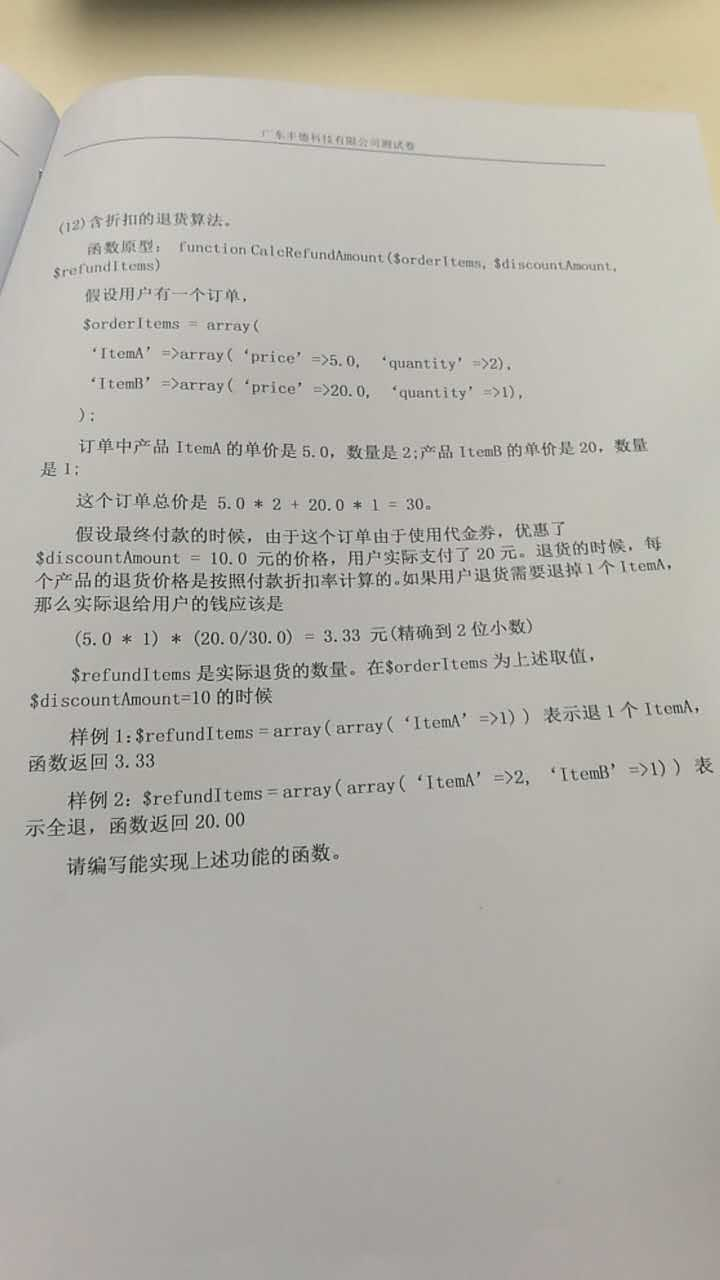 广东丰德科技有限公司测试卷
(12)含折扣的退货算法。
函数原型: function CalcRefundAmount($orderItems, $discountAmount,
$refundItems)
假设用户有一个订单,
$orderItems = array(
‘ItemA’=>array(‘price’=>5.0, ‘quantity’=>2),
‘ItemB’=>array(‘price’=>20.0, ‘quantity’=>1),
);
订单中产品 ItemA 的单价是 5.0, 数量是 2;产品 ItemB 的单价是 20, 数量
是 1;
这个订单总价是 5.0 * 2 + 20.0 * 1 = 30。
假设最终付款的时候, 由于这个订单由于使用代金券, 优惠了
$discountAmount = 10.0 元的价格, 用户实际支付了 20 元。退货的时候, 每
个产品的退货价格是按照付款折扣率计算的。如果用户退货需要退掉 1 个 ItemA,
那么实际退给用户的钱应该是
(5.0 * 1) * (20.0/30.0) = 3.33 元(精确到 2 位小数)
$refundItems 是实际退货的数量。在$orderItems 为上述取值,
$discountAmount=10 的时候
样例 1:$refundItems = array(array(‘ItemA’=>1)) 表示退 1 个 ItemA,
函数返回 3.33
样例 2: $refundItems = array(array(‘ItemA’=>2, ‘ItemB’=>1)) 表
示全退, 函数返回 20.00
请编写能实现上述功能的函数。